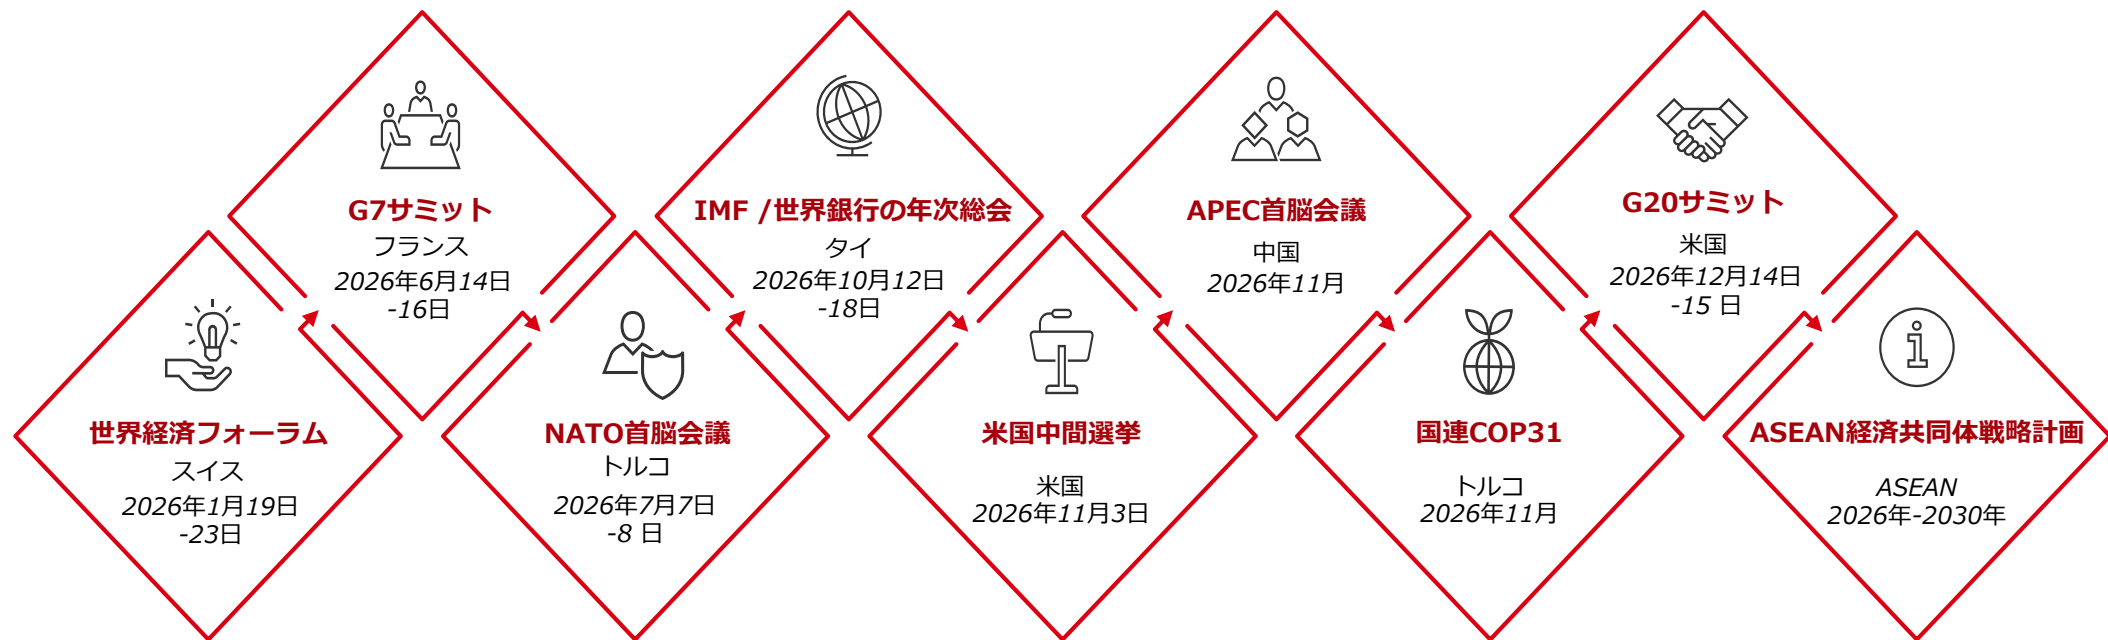 世界経済フォーラム
スイス
2026年1月19日
-23日
G7サミット
フランス
2026年6月14日
-16日
NATO首脳会議
トルコ
2026年7月7日
-8 日
IMF /世界銀行の年次総会
タイ
2026年10月12日
-18日
米国中間選挙
米国
2026年11月3日
APEC首脳会議
中国
2026年11月
国連COP31
トルコ
2026年11月
G20サミット
米国
2026年12月14日
-15 日
ASEAN経済共同体戦略計画
ASEAN
2026年-2030年